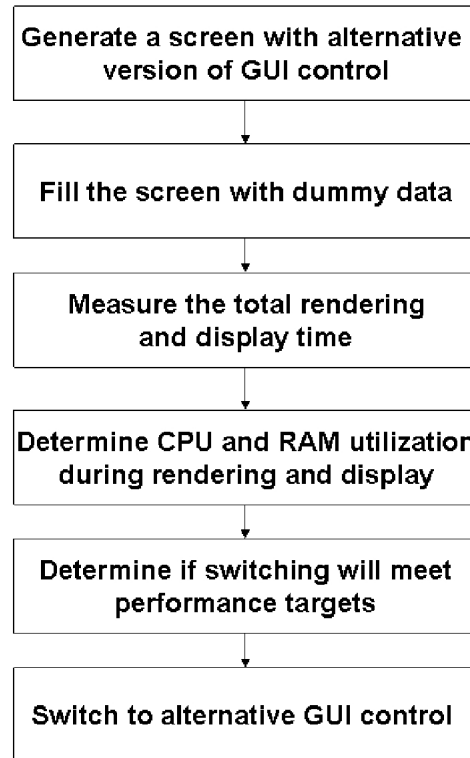 Generate a screen with alternative
version of GUI control
Fill the screen with dummy data
Measure the total rendering
and display time
Determine CPU and RAM utilization
during rendering and display
Determine if switching will meet
performance targets
Switch to alternative GUI control